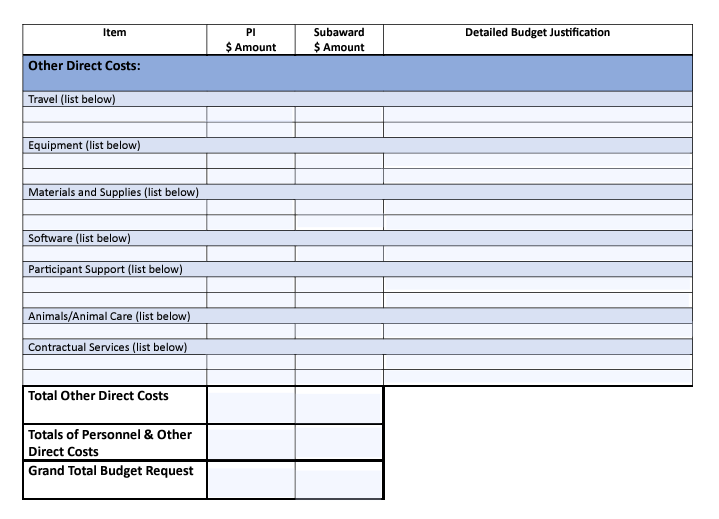 Item
PI
$ Amount
Subaward
$ Amount
Detailed Budget Justification
Other Direct Costs:
Travel (list below)
Equipment (list below)
Materials and Supplies (list below)
Software (list below)
Participant Support (list below)
Animals/Animal Care (list below)
Contractual Services (list below)
Total Other Direct Costs
Totals of Personnel & Other
Direct Costs
Grand Total Budget Request